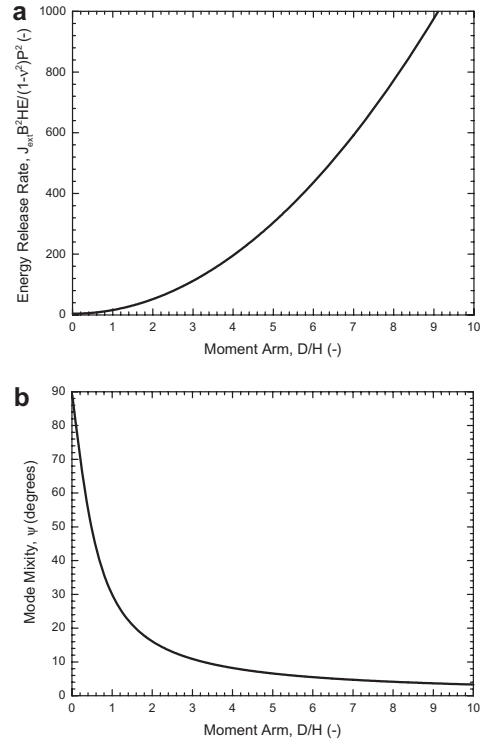 a
1000
800
600
400
200
0
0 1 2 3 4 5 6 7 8 9 10
Energy Release Rate, J_ext B²HE/(1-ν²)P² (-)
Moment Arm, D/H (-)
b
90
80
70
60
50
40
30
20
10
0
0 1 2 3 4 5 6 7 8 9 10
Mode Mixity, ψ (degrees)
Moment Arm, D/H (-)